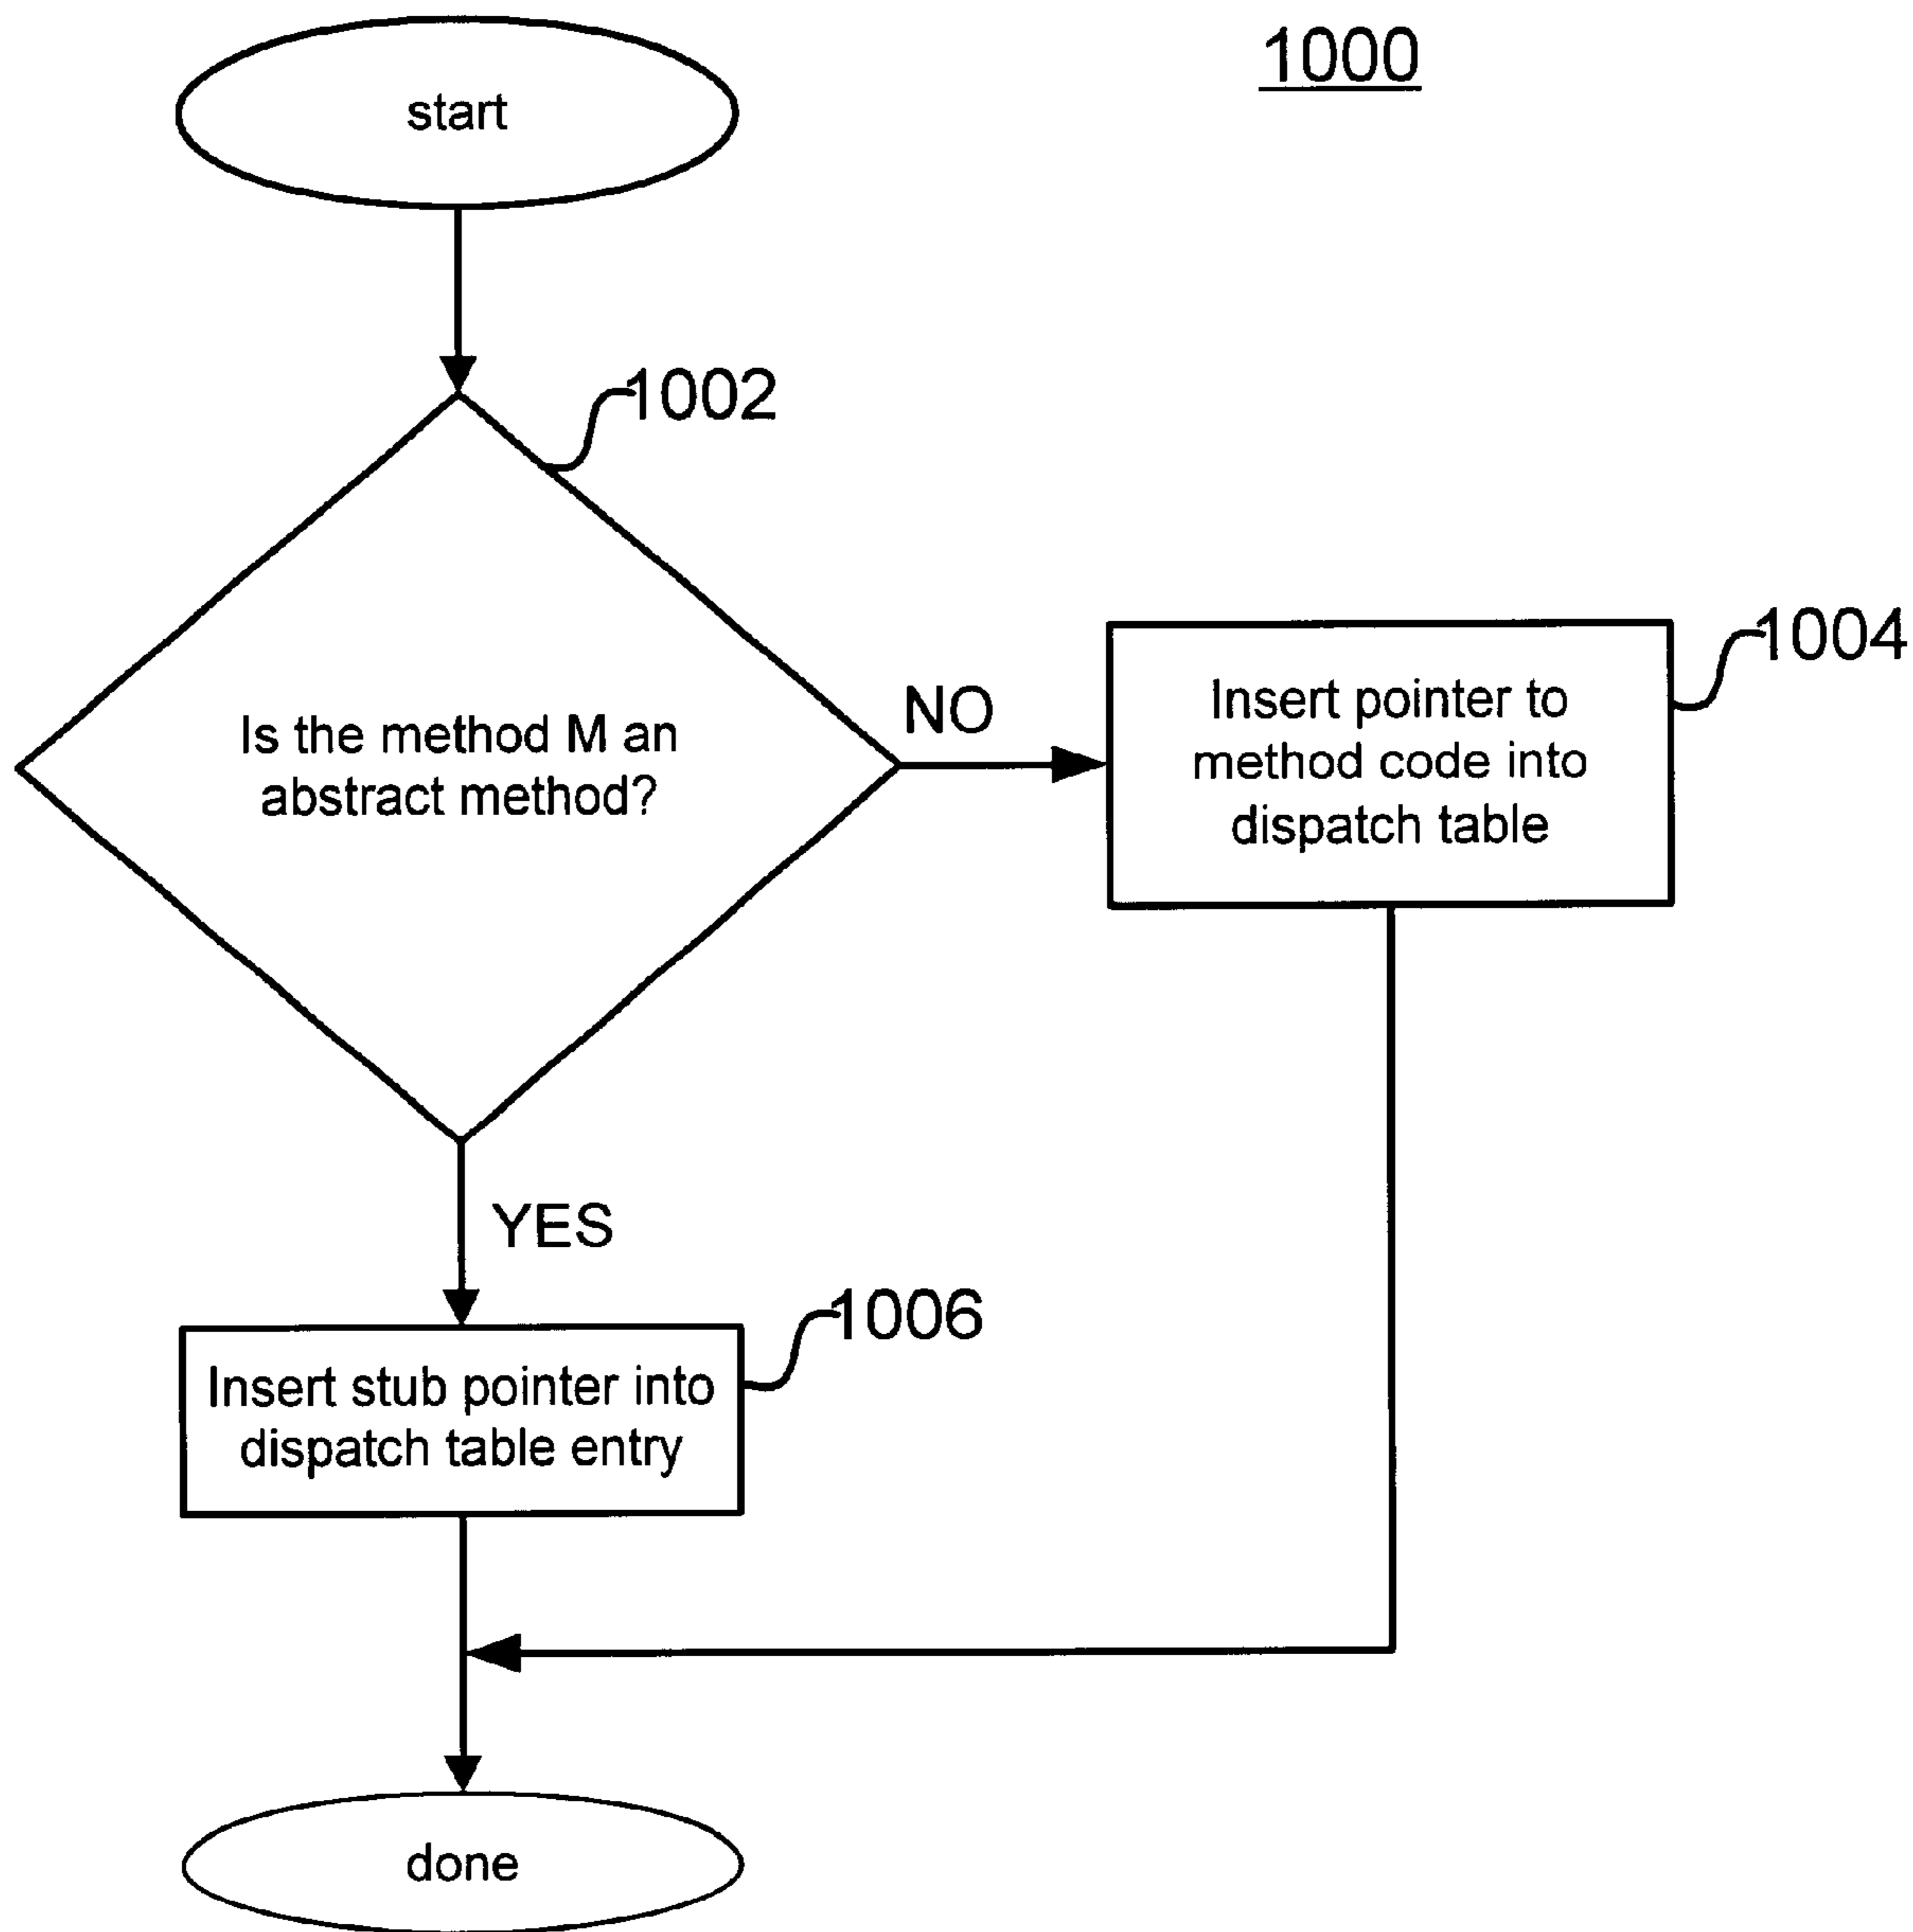 1000
start
1002
Is the method M an
abstract method?
NO
1004
Insert pointer to
method code into
dispatch table
YES
1006
Insert stub pointer into
dispatch table entry
done